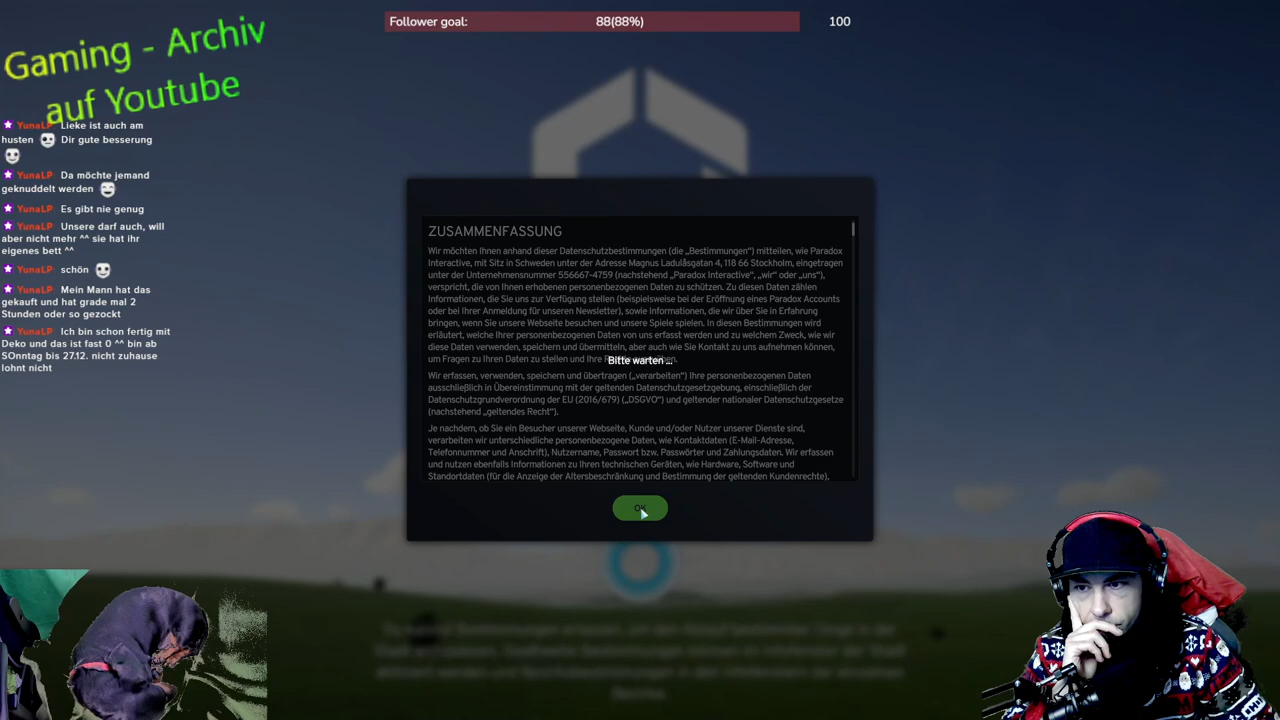 Follower goal:
88(88%)
100
Gaming - Archiv
auf Youtube
YunaLP Lieke ist auch am
husten Dir gute besserung
YunaLP Da möchte jemand
geknuddelt werden
YunaLP Es gibt nie genug
YunaLP Unsere darf auch, will
aber nicht mehr ^^ sie hat ihr
eigenes bett ^^
YunaLP schön
YunaLP Mein Mann hat das
gekauft und hat grade mal 2
Stunden oder so gezockt
YunaLP Ich bin schon fertig mit
Deko und das ist fast 0 ^^ bin ab
SOnntag bis 27.12. nicht zuhause
lohnt nicht
ZUSAMMENFASSUNG
Wir möchten Ihnen anhand dieser Datenschutzbestimmungen (die „Bestimmungen“) mitteilen, wie Paradox
Interactive, mit Sitz in Schweden unter der Adresse Magnus Ladulåsgatan 4, 118 66 Stockholm, eingetragen
unter der Unternehmensnummer 556667-4759 (nachstehend „Paradox Interactive“, „wir“ oder „uns“),
verspricht, die von Ihnen erhobenen personenbezogenen Daten zu schützen. Zu diesen Daten zählen
Informationen, die Sie uns zur Verfügung stellen (beispielsweise bei der Eröffnung eines Paradox Accounts
oder bei Ihrer Anmeldung für unseren Newsletter), sowie Informationen, die wir über Sie in Erfahrung
bringen, wenn Sie unsere Webseite besuchen und unsere Spiele spielen. In diesen Bestimmungen wird
erläutert, welche Ihrer personenbezogenen Daten von uns erfasst werden und zu welchem Zweck, wie wir
diese Daten verwenden, speichern und übermitteln, aber auch wie Sie Kontakt zu uns aufnehmen können,
um Fragen zu Ihren Daten zu stellen und Ihre
Bitte warten ...
Wir erfassen, verwenden, speichern und übertragen („verarbeiten“) Ihre personenbezogenen Daten
ausschließlich in Übereinstimmung mit der geltenden Datenschutzgesetzgebung, einschließlich der
Datenschutzgrundverordnung der EU (2016/679) („DSGVO“) und geltender nationaler Datenschutzgesetze
(nachstehend „geltendes Recht“).
Je nachdem, ob Sie ein Besucher unserer Webseite, Kunde und/oder Nutzer unserer Dienste sind,
verarbeiten wir unterschiedliche personenbezogene Daten, wie Kontaktdaten (E-Mail-Adresse,
Telefonnummer und Anschrift), Nutzername, Passwort bzw. Passwörter und Zahlungsdaten. Wir erfassen
und nutzen ebenfalls Informationen zu Ihren technischen Geräten, wie Hardware, Software und
Standortdaten (für die Anzeige der Altersbeschränkung und Bestimmung der geltenden Kundenrechte),
OK